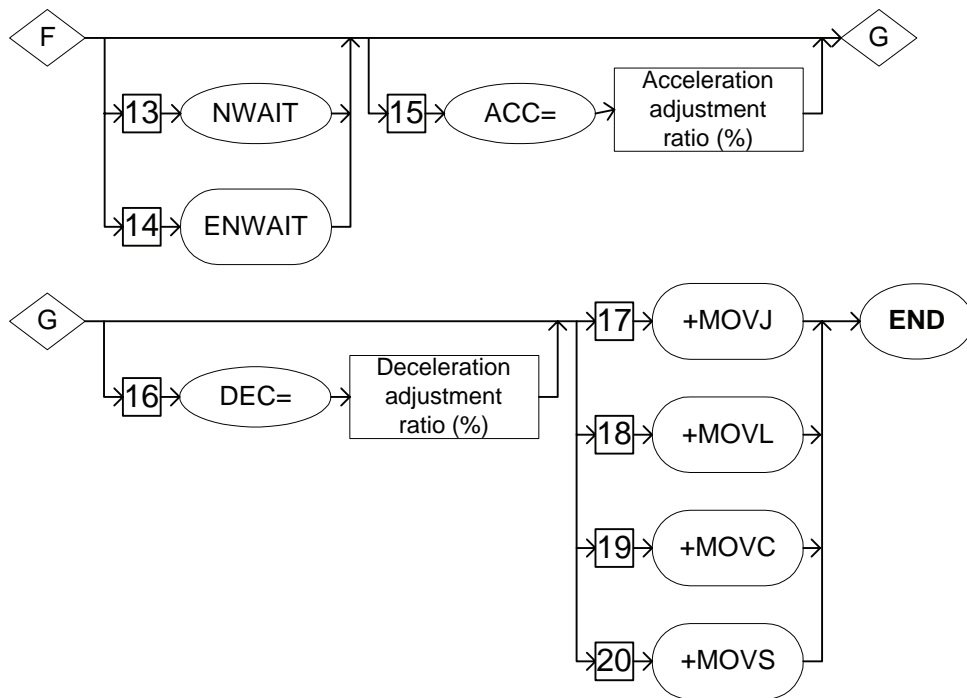 F
G
13
NWAIT
15
ACC=
Acceleration
adjustment
ratio (%)
14
ENWAIT
G
17
+MOVJ
END
16
DEC=
Deceleration
adjustment
ratio (%)
18
+MOVL
19
+MOVC
20
+MOVS